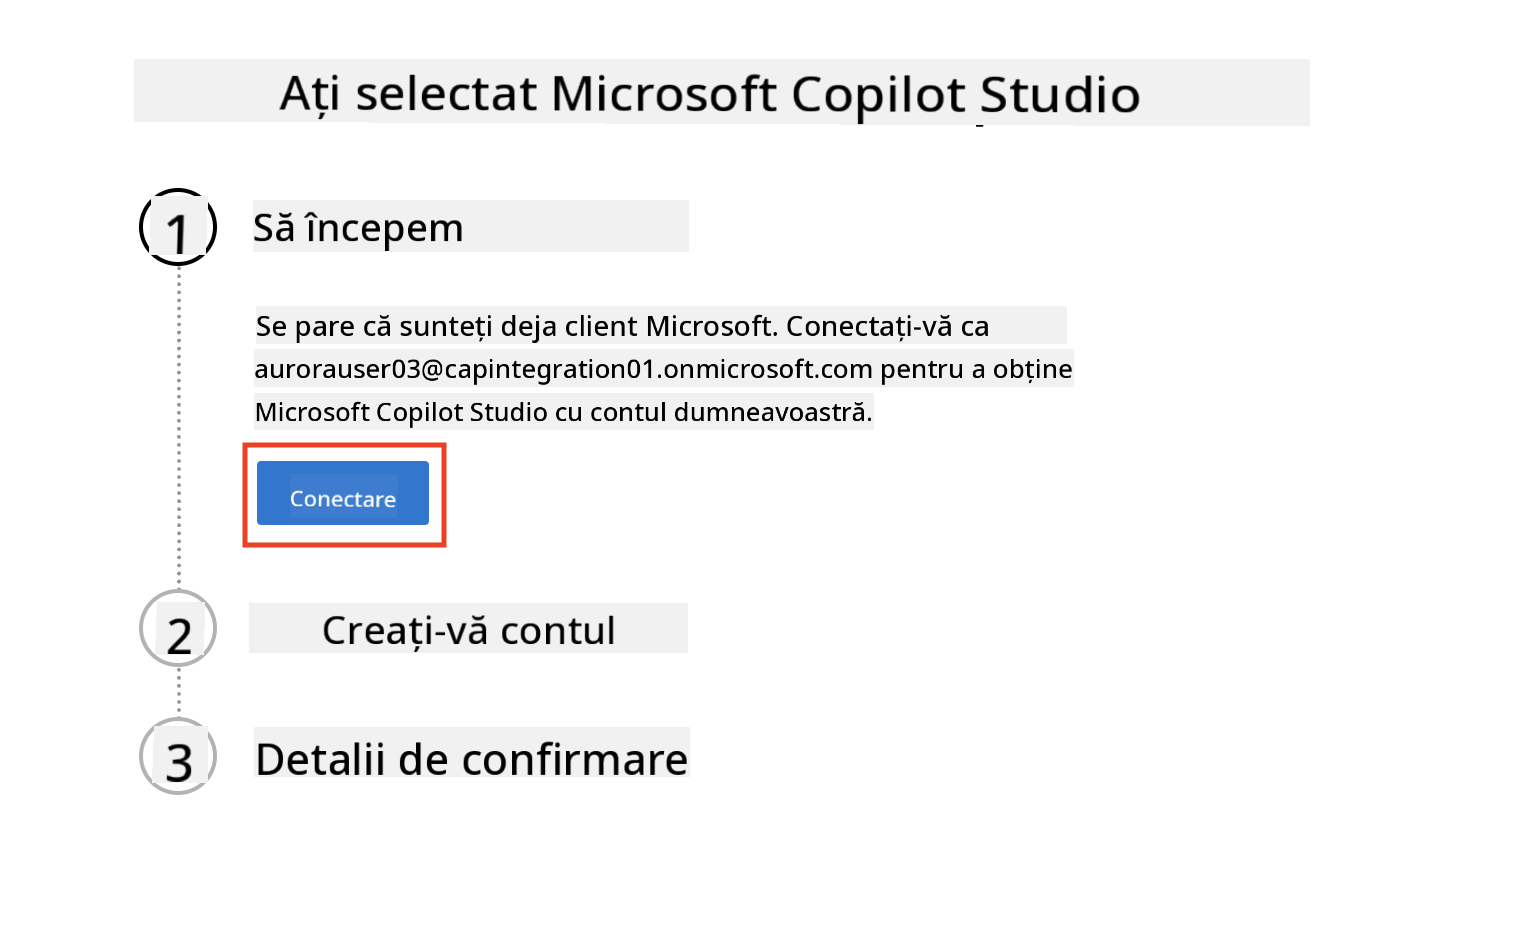 Ați selectat Microsoft Copilot Studio
1
Să începem
Se pare că sunteți deja client Microsoft. Conectați-vă ca
aurorauser03@capintegration01.onmicrosoft.com pentru a obține
Microsoft Copilot Studio cu contul dumneavoastră.
Conectare
2
Creați-vă contul
3
Detalii de confirmare